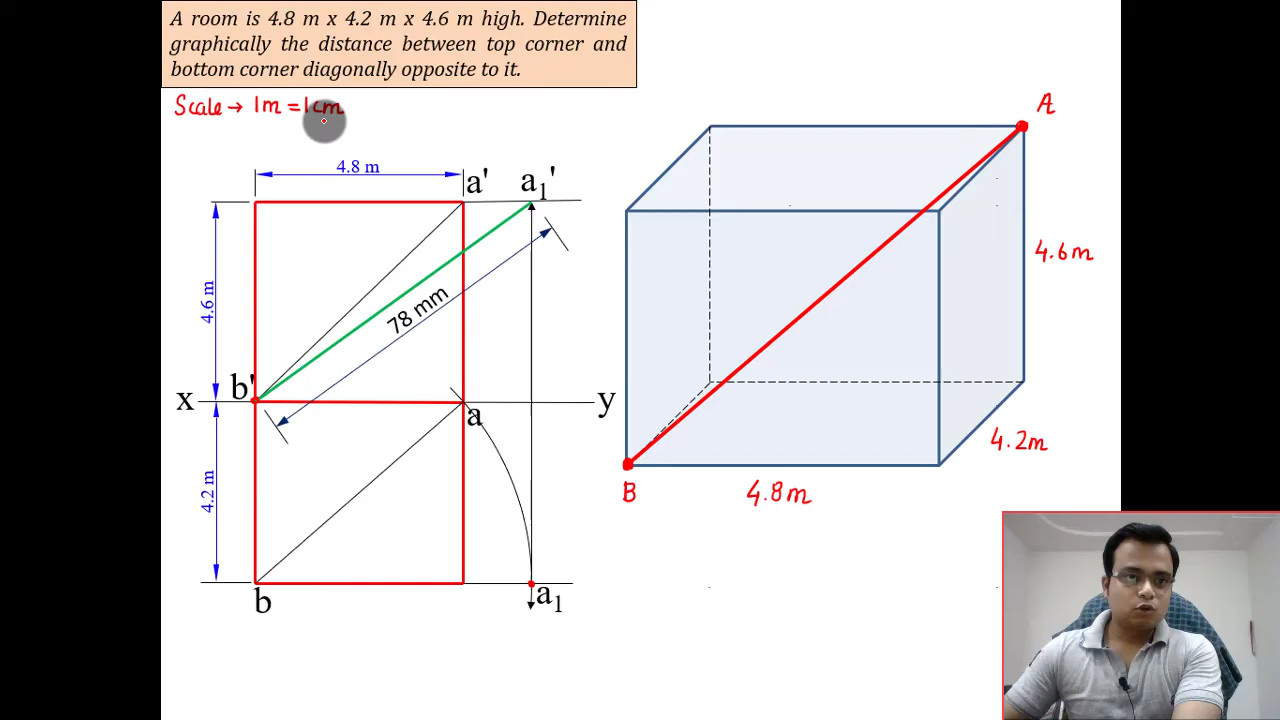 A room is 4.8 m x 4.2 m x 4.6 m high. Determine
graphically the distance between top corner and
bottom corner diagonally opposite to it.
Scale → 1m = 1cm
4.8 m
a'
a₁'
4.6 m
78 mm
b'
x
y
a
4.2 m
b
a₁
A
4.6m
4.2m
4.8m
B